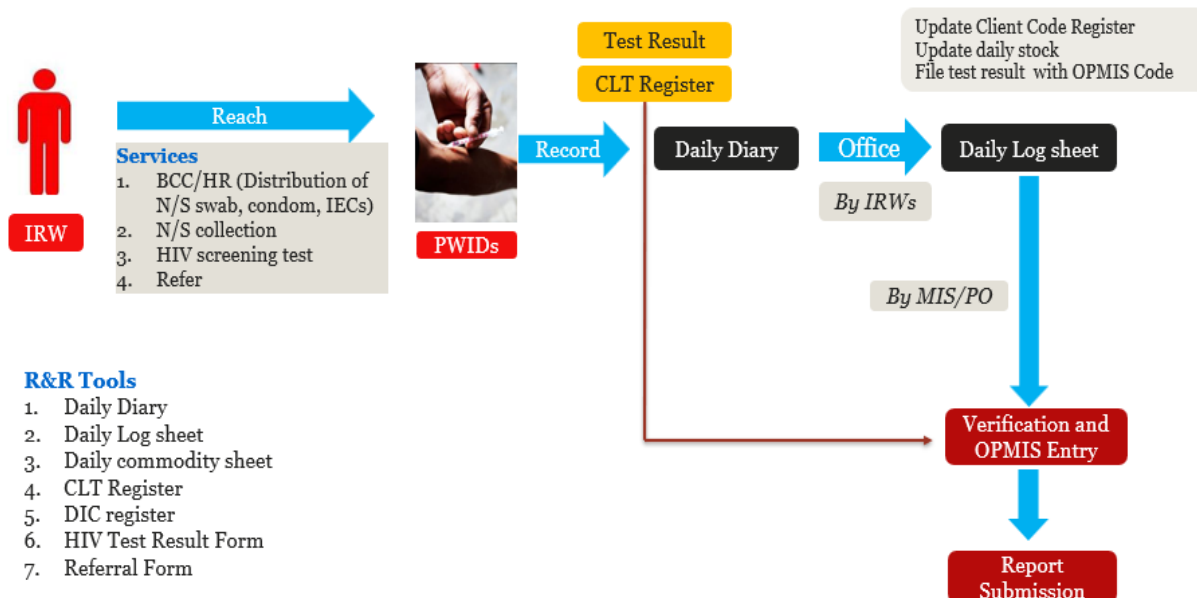 Test Result
CLT Register
Update Client Code Register
Update daily stock
File test result with OPMIS Code
Reach
Services
1. BCC/HR (Distribution of
N/S swab, condom, IECs)
2. N/S collection
3. HIV screening test
4. Refer
IRW
PWIDs
Record
Daily Diary
Office
By IRWs
Daily Log sheet
By MIS/PO
R&R Tools
1. Daily Diary
2. Daily Log sheet
3. Daily commodity sheet
4. CLT Register
5. DIC register
6. HIV Test Result Form
7. Referral Form
Verification and
OPMIS Entry
Report
Submission